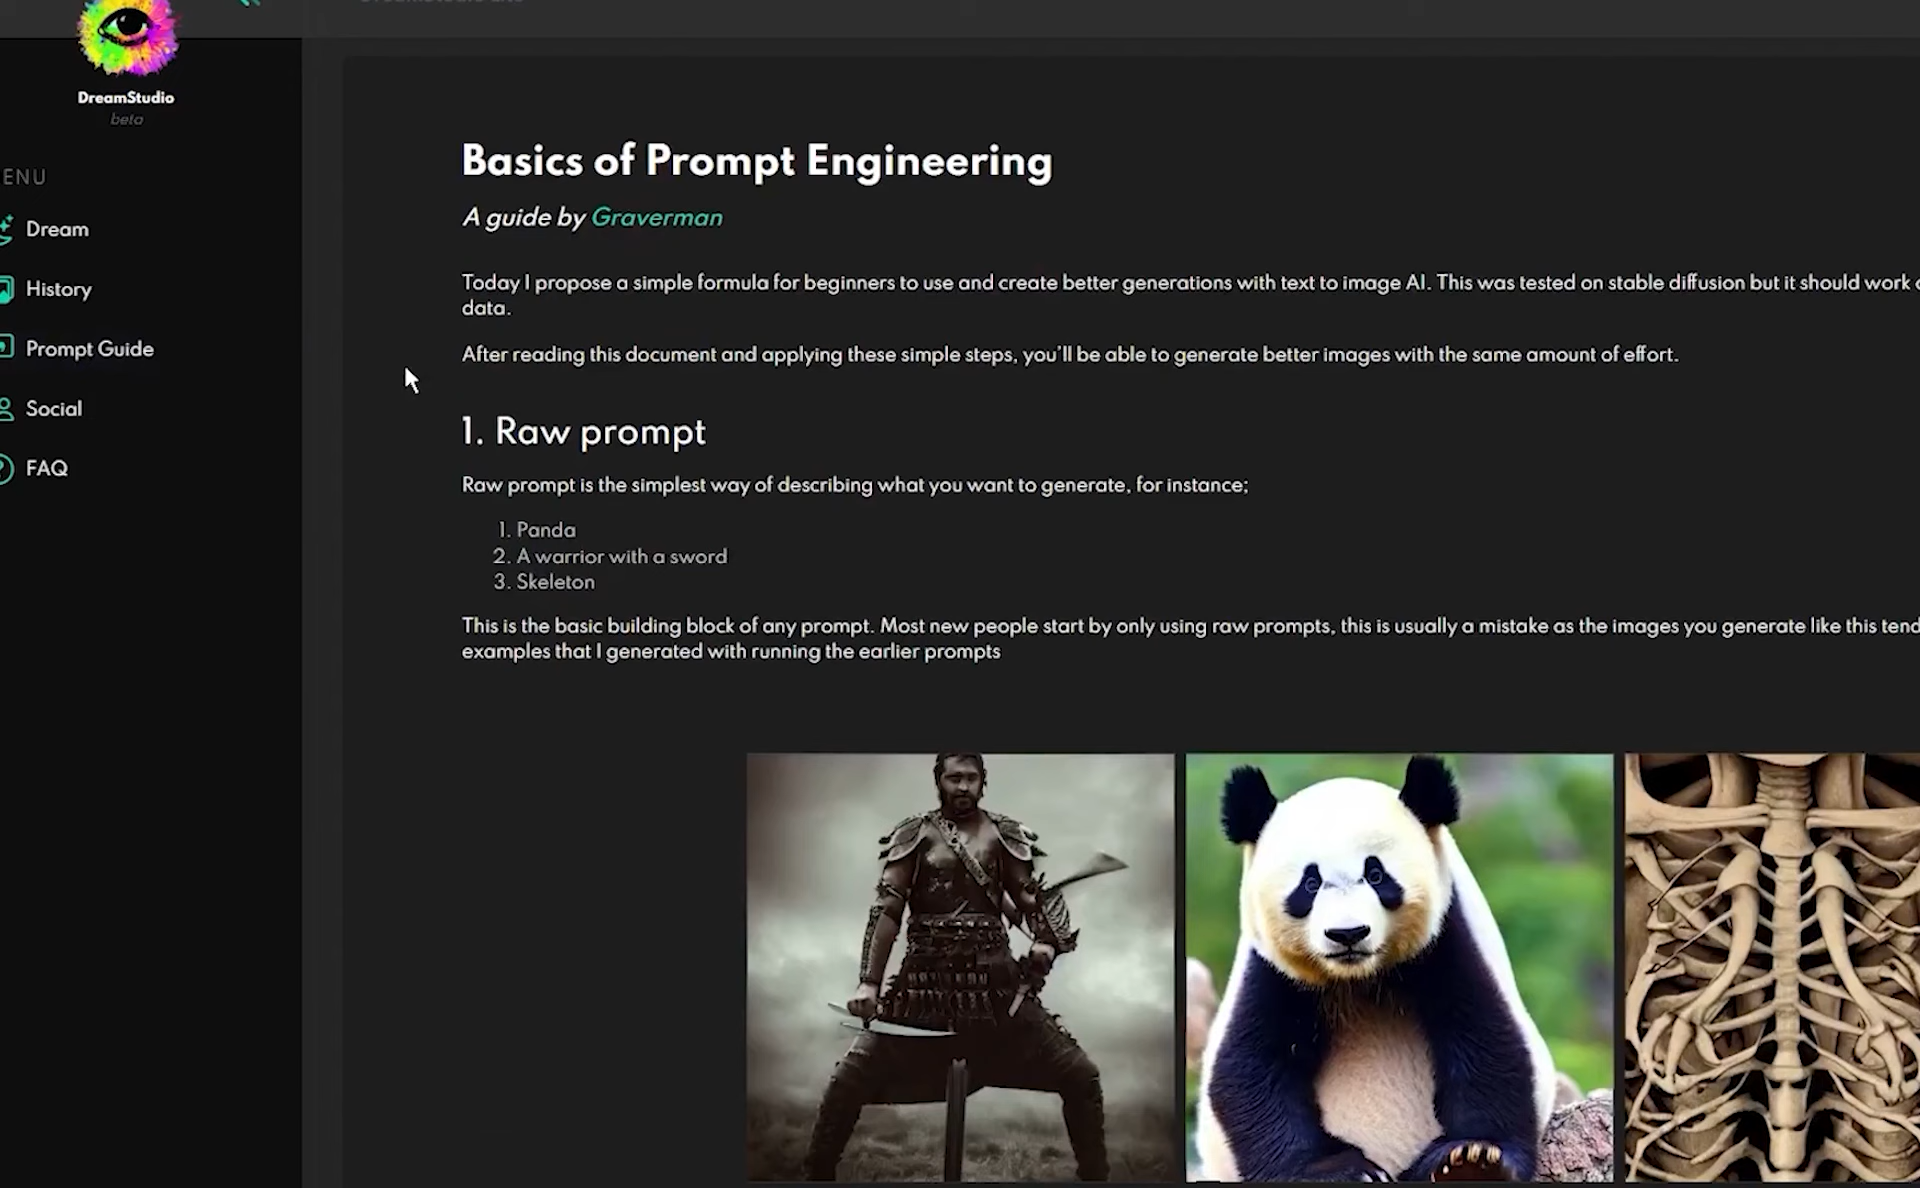 DreamStudio
beta
ENU
Dream
History
Prompt Guide
Social
FAQ
Basics of Prompt Engineering
A guide by Graverman
Today I propose a simple formula for beginners to use and create better generations with text to image AI. This was tested on stable diffusion but it should work
data.
After reading this document and applying these simple steps, you'll be able to generate better images with the same amount of effort.
1. Raw prompt
Raw prompt is the simplest way of describing what you want to generate, for instance;
1. Panda
2. A warrior with a sword
3. Skeleton
This is the basic building block of any prompt. Most new people start by only using raw prompts, this is usually a mistake as the images you generate like this tend
examples that I generated with running the earlier prompts